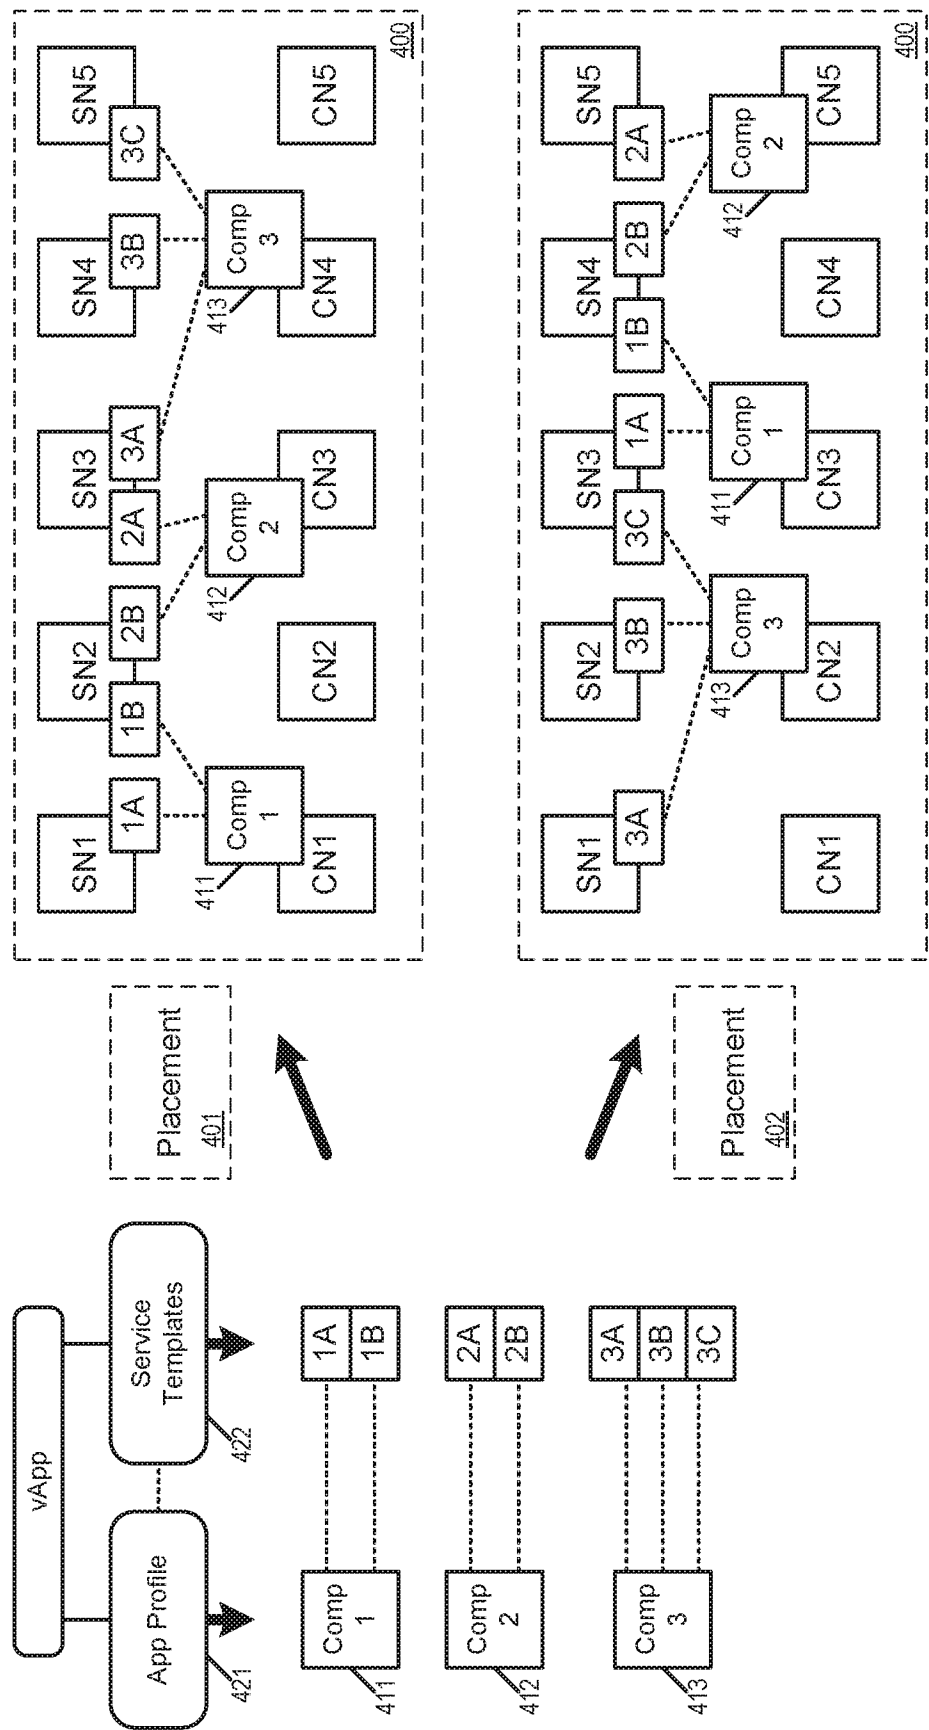 vApp
App Profile
421
Service
Templates
422
Comp
1
411
1A
1B
Comp
2
412
2A
2B
Comp
3
413
3A
3B
3C
Placement
401
SN1
SN2
SN3
SN4
SN5
1A
1B
2B
2A
3A
3B
3C
Comp
1
411
Comp
2
412
Comp
3
413
CN1
CN2
CN3
CN4
CN5
400
Placement
402
SN1
SN2
SN3
SN4
SN5
3A
3B
3C
1A
1B
2B
2A
Comp
3
413
Comp
1
411
Comp
2
412
CN1
CN2
CN3
CN4
CN5
400